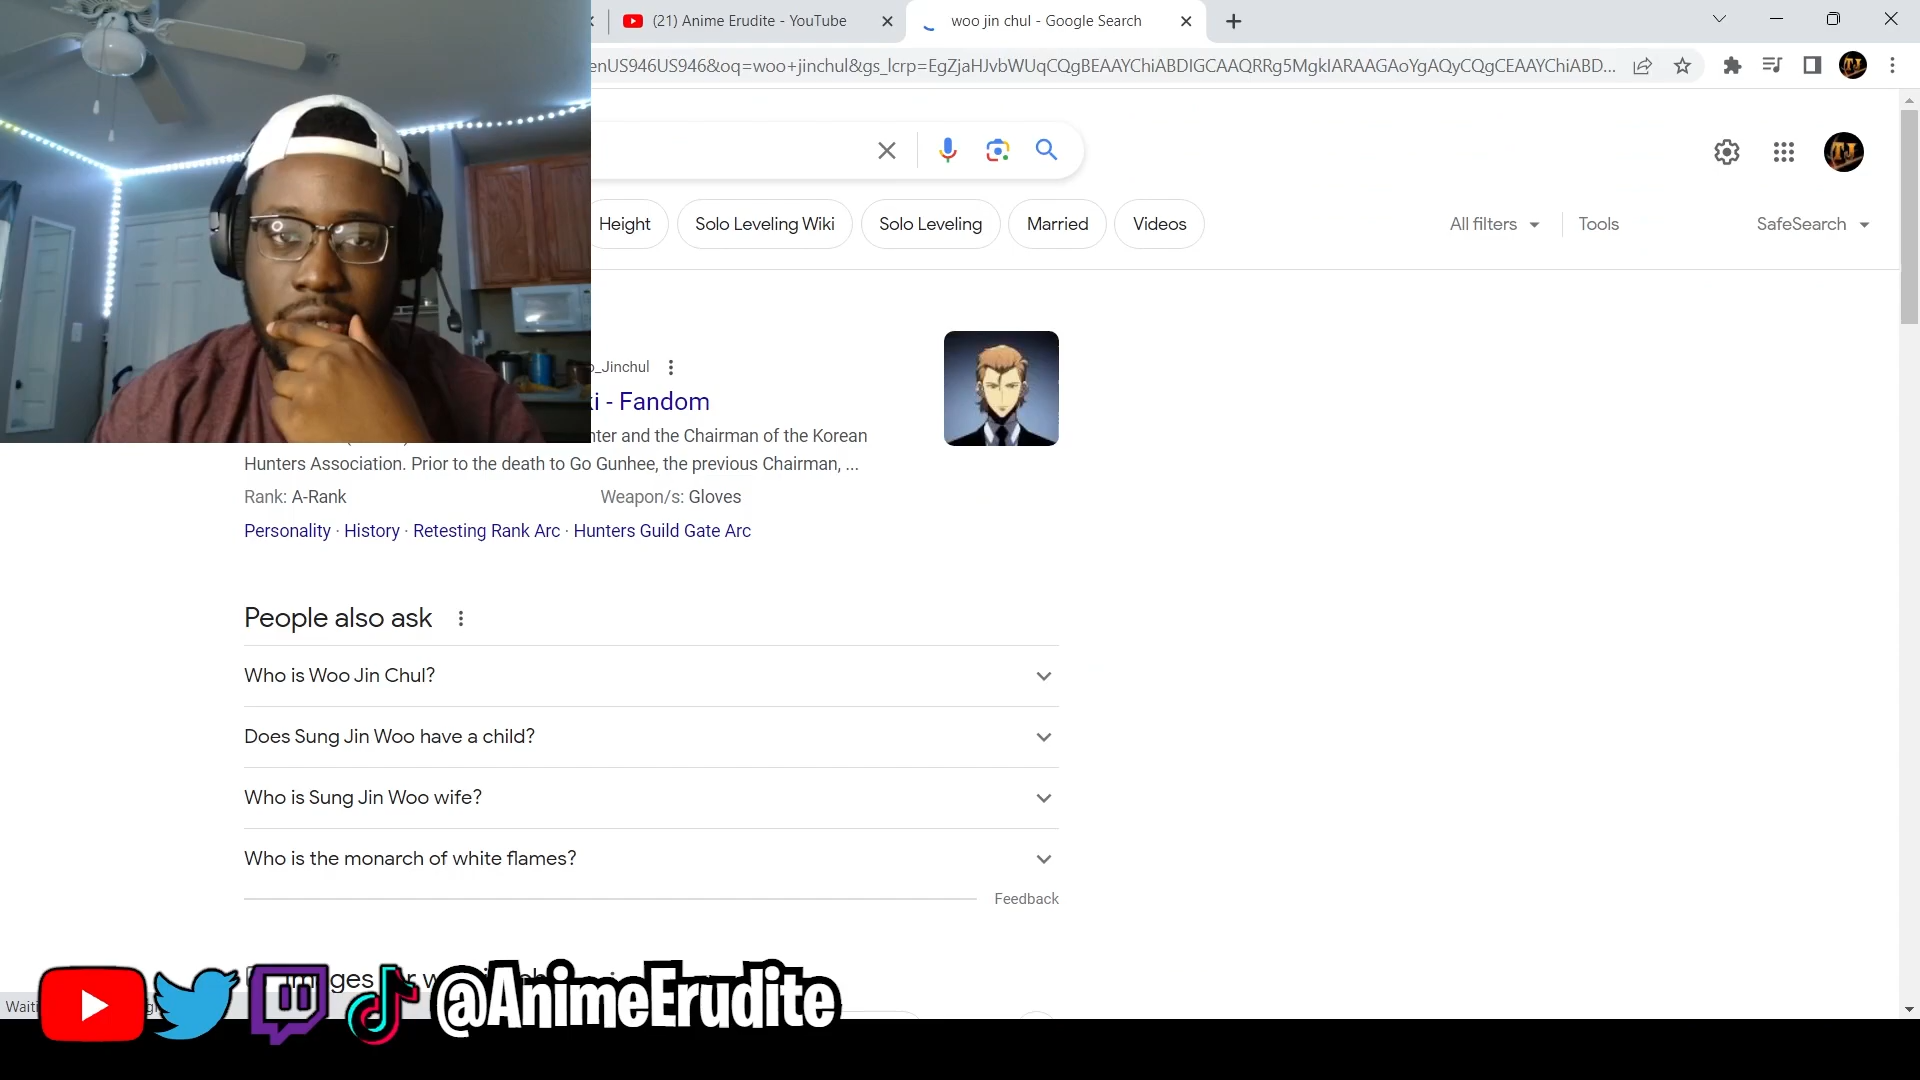 (21) Anime Erudite - YouTube
woo jin chul - Google Search
enUS946US946&oq=woo+jinchul&gs_lcrp=EgZjaHJvbWUqCQgBEAAYChiABDIGCAAQRRg5MgkIARAAGAoYgAQyCQgCEAAYChiABD...
Height
Solo Leveling Wiki
Solo Leveling
Married
Videos
All filters
Tools
SafeSearch
TJ
o_Jinchul
ki - Fandom
nter and the Chairman of the Korean
Hunters Association. Prior to the death to Go Gunhee, the previous Chairman, ...
Rank: A-Rank
Weapon/s: Gloves
Personality · History · Retesting Rank Arc · Hunters Guild Gate Arc
People also ask
Who is Woo Jin Chul?
Does Sung Jin Woo have a child?
Who is Sung Jin Woo wife?
Who is the monarch of white flames?
Feedback
Waiti
@AnimeErudite